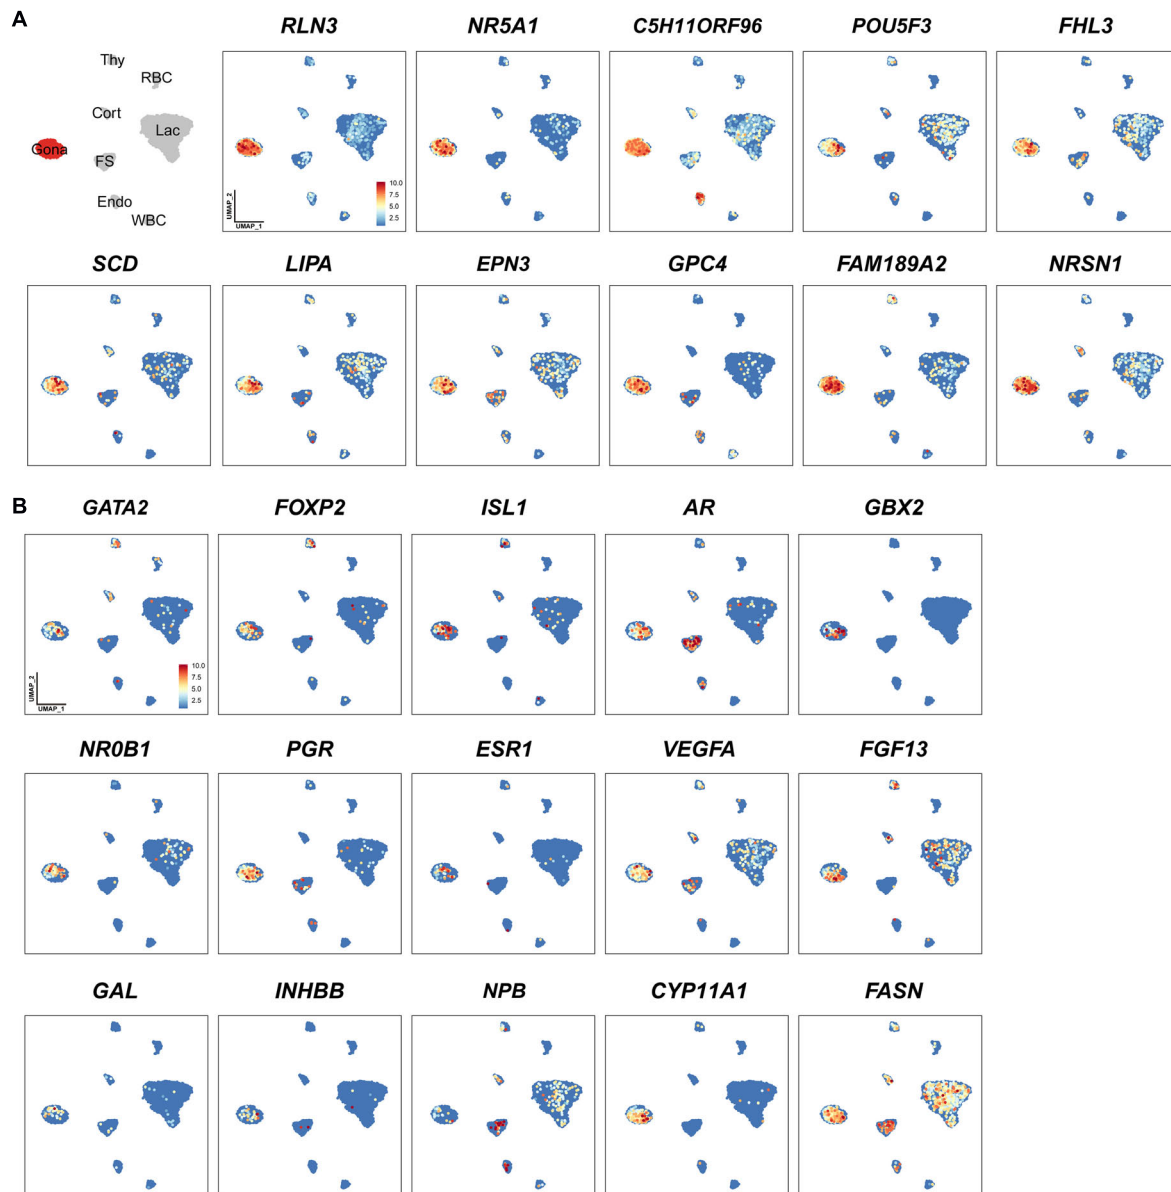 A
RLN3 NR5A1 C5H11ORF96 POU5F3 FHL3
Thy
RBC
Cort
Lac
Gona
FS
Endo
WBC
10.0
7.5
5.0
2.5
UMAP_2
UMAP_1
SCD LIPA EPN3 GPC4 FAM189A2 NRSN1
B
GATA2 FOXP2 ISL1 AR GBX2
10.0
7.5
5.0
2.5
UMAP_2
UMAP_1
NR0B1 PGR ESR1 VEGFA FGF13
GAL INHBB NPB CYP11A1 FASN